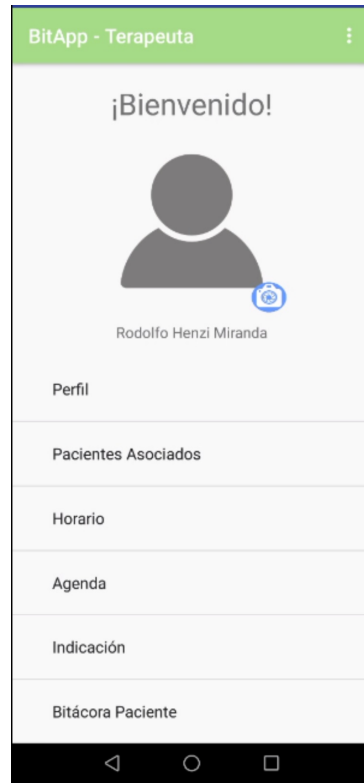 BitApp - Terapeuta
¡Bienvenido!
Rodolfo Henzi Miranda
Perfil
Pacientes Asociados
Horario
Agenda
Indicación
Bitácora Paciente